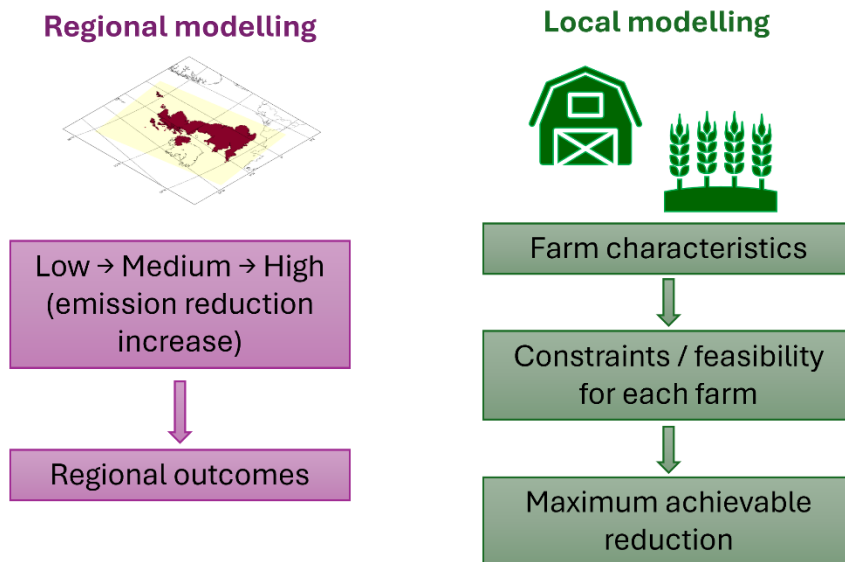 Regional modelling
Low → Medium → High
(emission reduction
increase)
Regional outcomes
Local modelling
Farm characteristics
Constraints / feasibility
for each farm
Maximum achievable
reduction